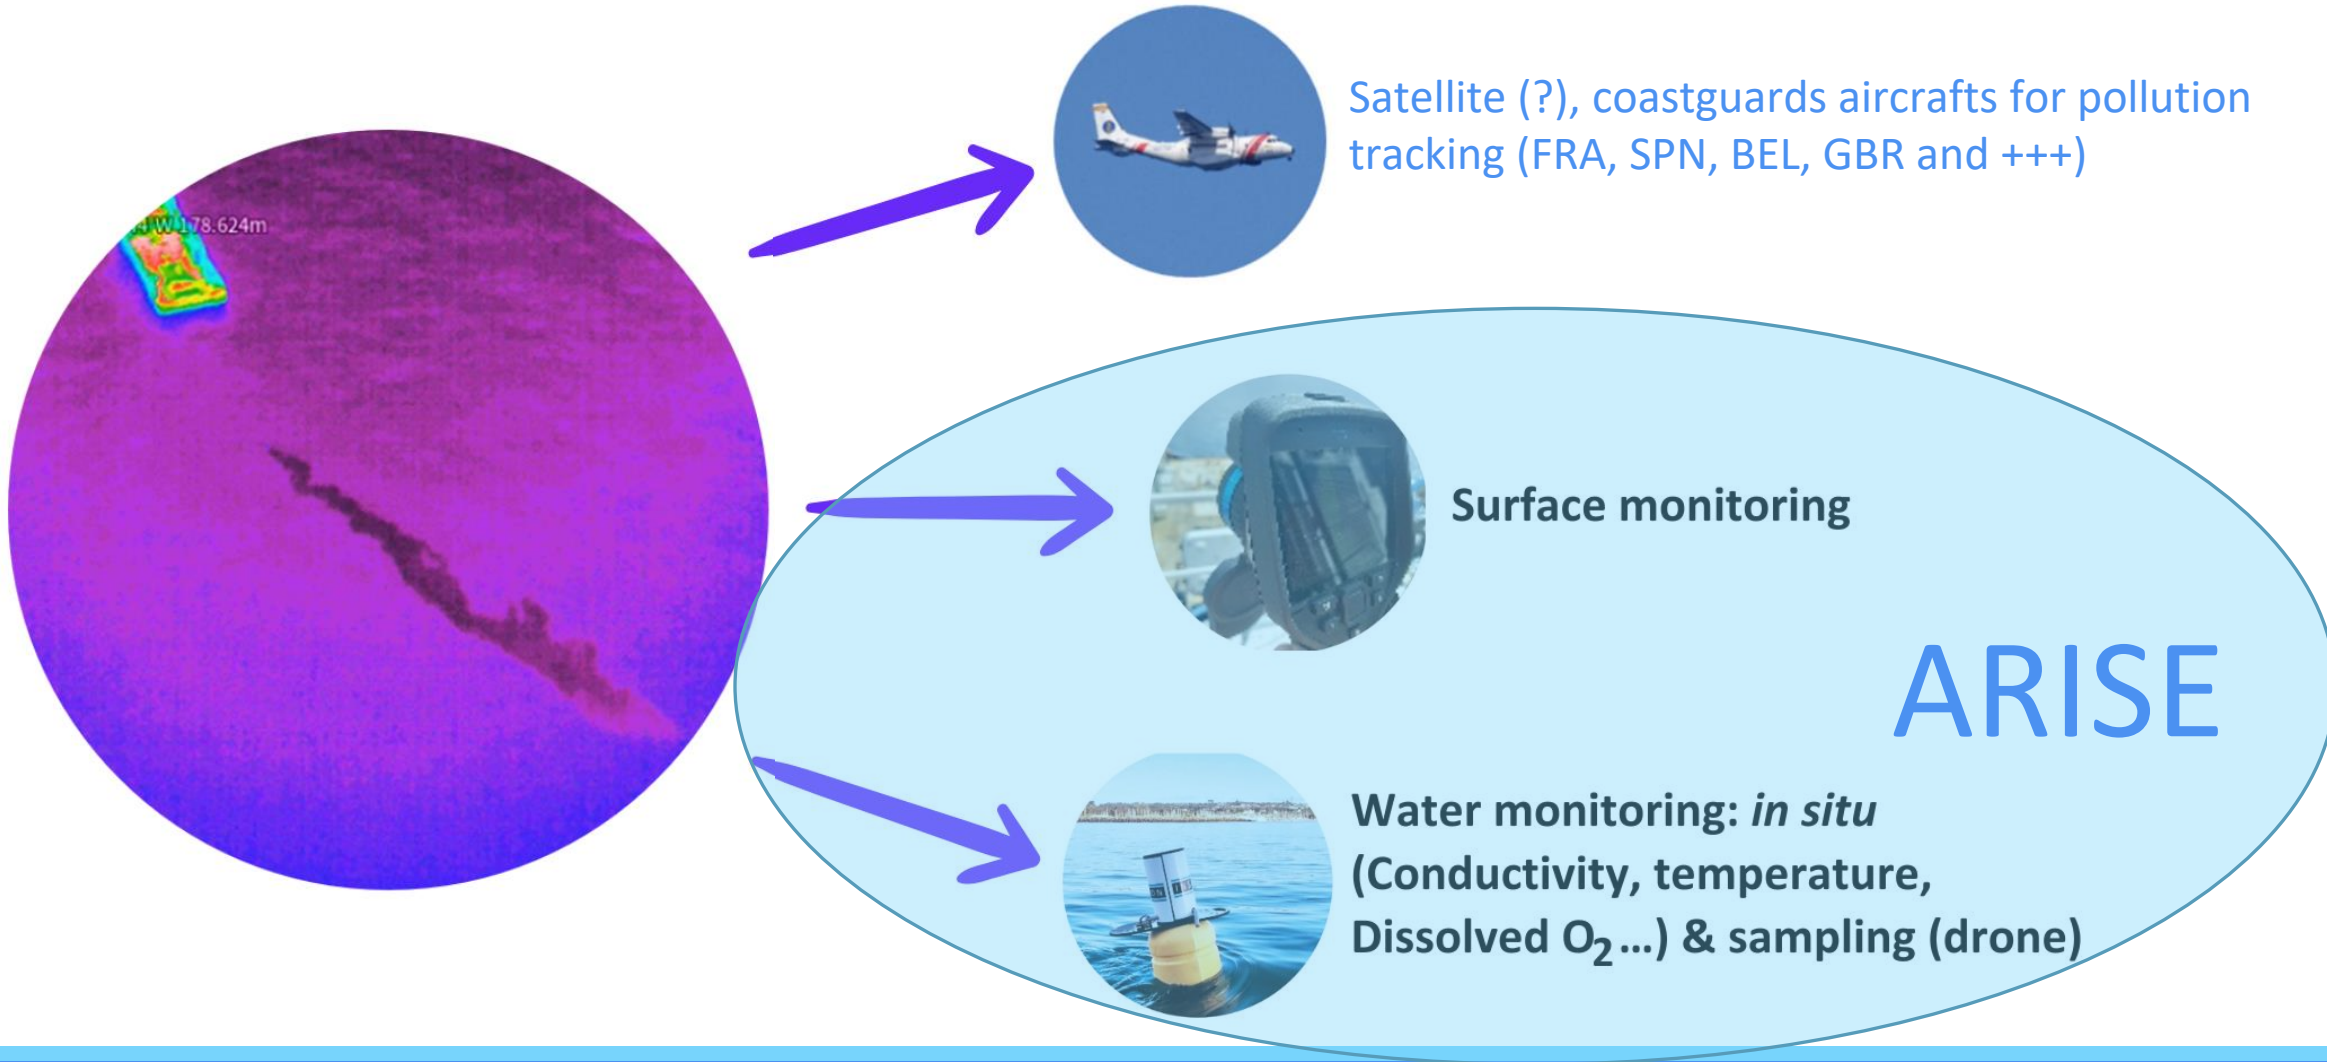 W 178.624m
Satellite (?), coastguards aircrafts for pollution
tracking (FRA, SPN, BEL, GBR and +++)
Surface monitoring
ARISE
Water monitoring: in situ
(Conductivity, temperature,
Dissolved O₂ ...) & sampling (drone)